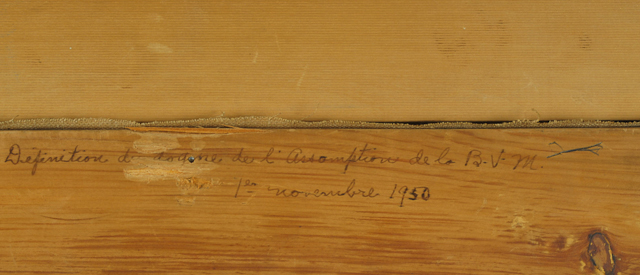 Définition du dogme de l'Assomption de la B.V.M.
1er novembre 1950